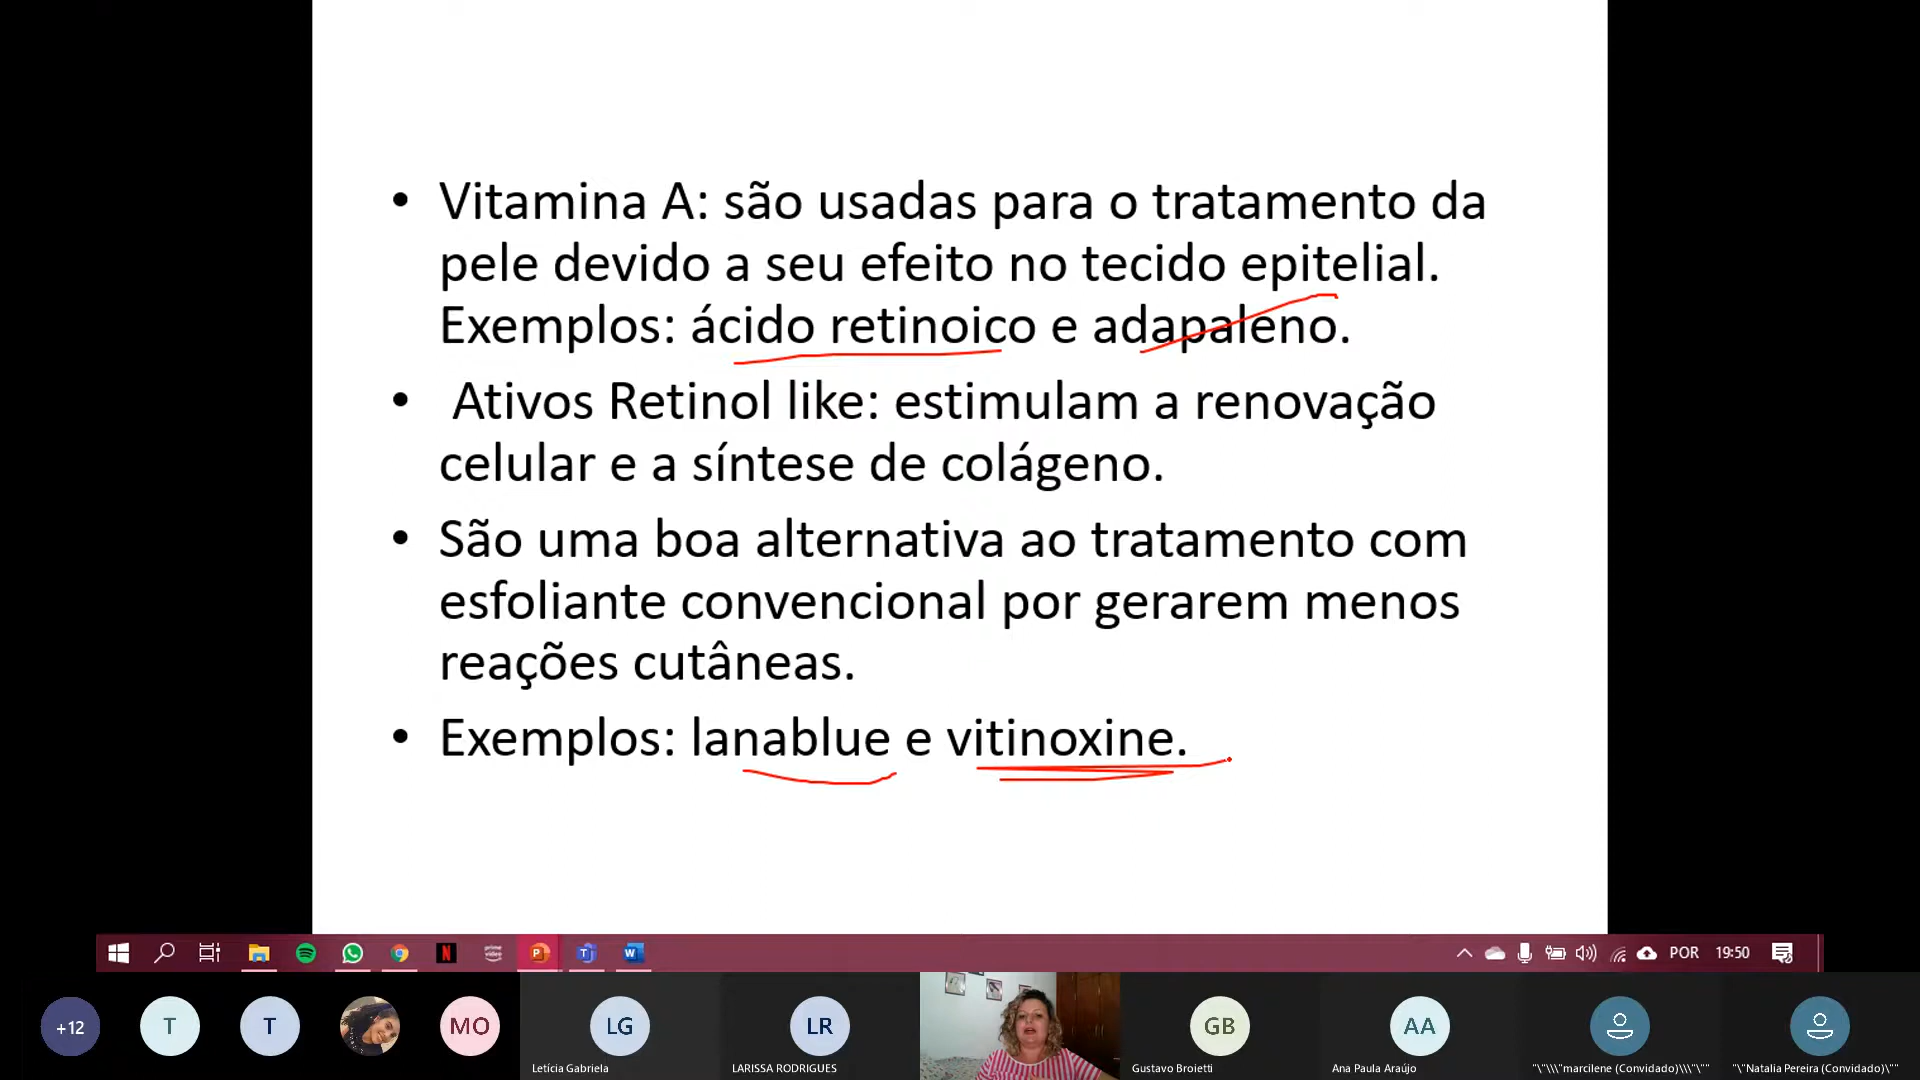 • Vitamina A: são usadas para o tratamento da
pele devido a seu efeito no tecido epitelial.
Exemplos: ácido retinoico e adapaleno.
• Ativos Retinol like: estimulam a renovação
celular e a síntese de colágeno.
• São uma boa alternativa ao tratamento com
esfoliante convencional por gerarem menos
reações cutâneas.
• Exemplos: lanablue e vitinoxine.
POR 19:50
+12 T T MO LG LR GB AA
Letícia Gabriela
LARISSA RODRIGUES
Gustavo Broietti
Ana Paula Araújo
"\"\\\"marcilene (Convidado)\\\"\""
"\"Natalia Pereira (Convidado)\""